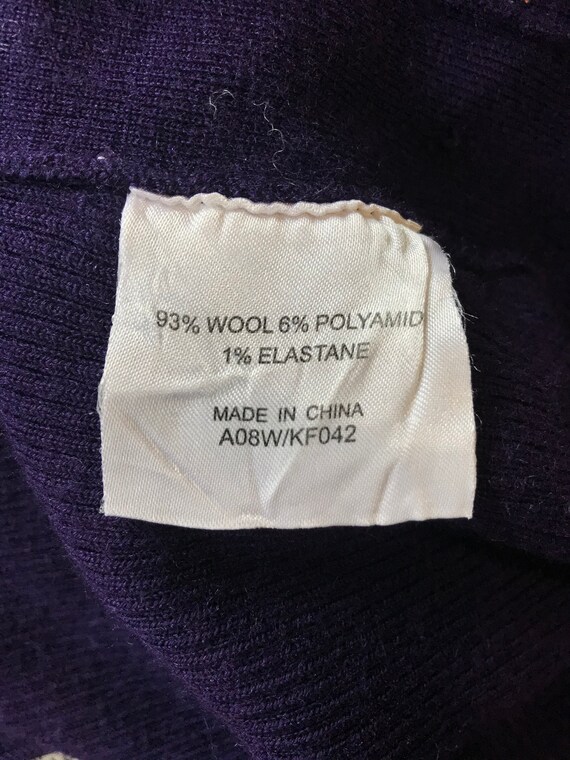 93% WOOL 6% POLYAMID
1% ELASTANE
MADE IN CHINA
A08W/KF042